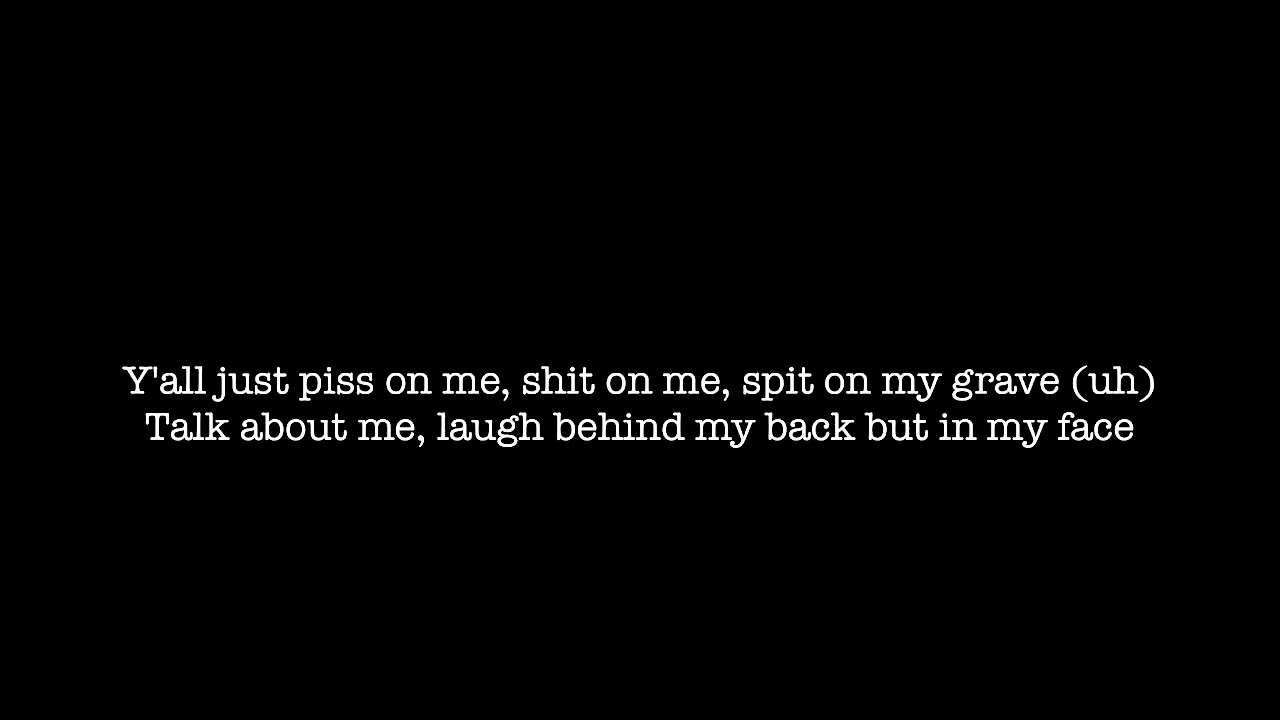 Y'all just piss on me, shit on me, spit on my grave (uh)
Talk about me, laugh behind my back but in my face